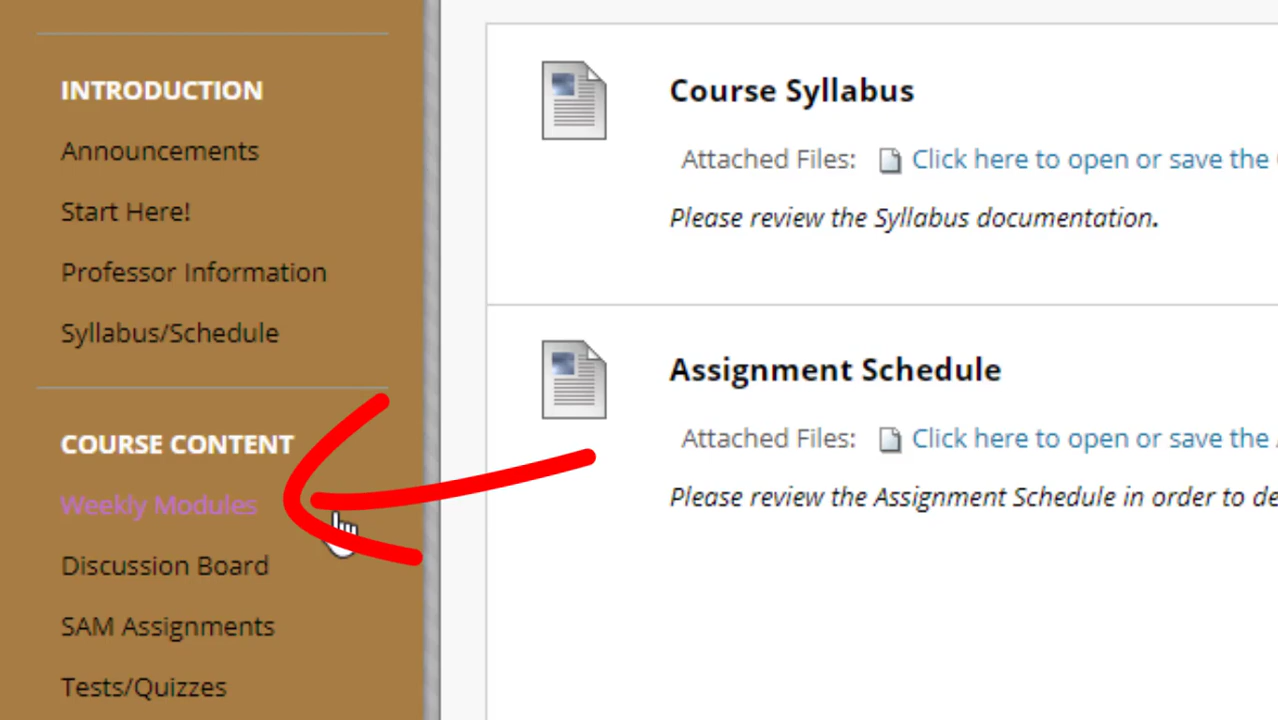 INTRODUCTION
Announcements
Start Here!
Professor Information
Syllabus/Schedule
COURSE CONTENT
Weekly Modules
Discussion Board
SAM Assignments
Tests/Quizzes
Course Syllabus
Attached Files: Click here to open or save the
Please review the Syllabus documentation.
Assignment Schedule
Attached Files: Click here to open or save the
Please review the Assignment Schedule in order to de